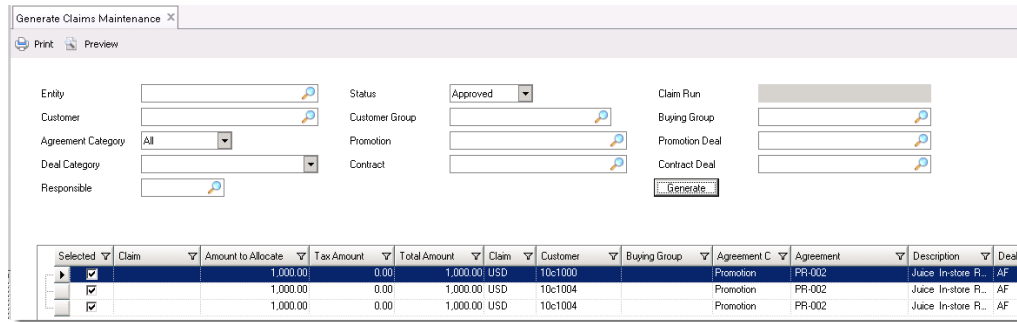 Generate Claims Maintenance X
Print Preview
Entity Status Approved Claim Run
Customer Customer Group Buying Group
Agreement Category All Promotion Promotion Deal
Deal Category Contract Contract Deal
Responsible Generate
Selected Claim Amount to Allocate Tax Amount Total Amount Claim Customer Buying Group Agreement C Agreement Description Deal
1,000.00 0.00 1,000.00 USD 10c1000 Promotion PR-002 Juice In-store R... AF
1,000.00 0.00 1,000.00 USD 10c1004 Promotion PR-002 Juice In-store R... AF
1,000.00 0.00 1,000.00 USD 10c1004 Promotion PR-002 Juice In-store R... AF